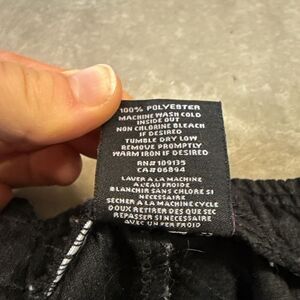 100% POLYESTER
MACHINE WASH COLD
INSIDE OUT
NON CHLORINE BLEACH
IF DESIRED
TUMBLE DRY LOW
REMOVE PROMPTLY
WARM IRON IF DESIRED
RN# 109135
CA# 06894
LAVER A LA MACHINE
A L'EAU FROIDE
BLANCHIR SANS CHLORE SI
NECESSAIRE
SECHER A LA MACHINE CYCLE
D OUX RETIRER DES QUE SEC
REPASSER SI NECESSAIRE
AVEC UN FER FROID